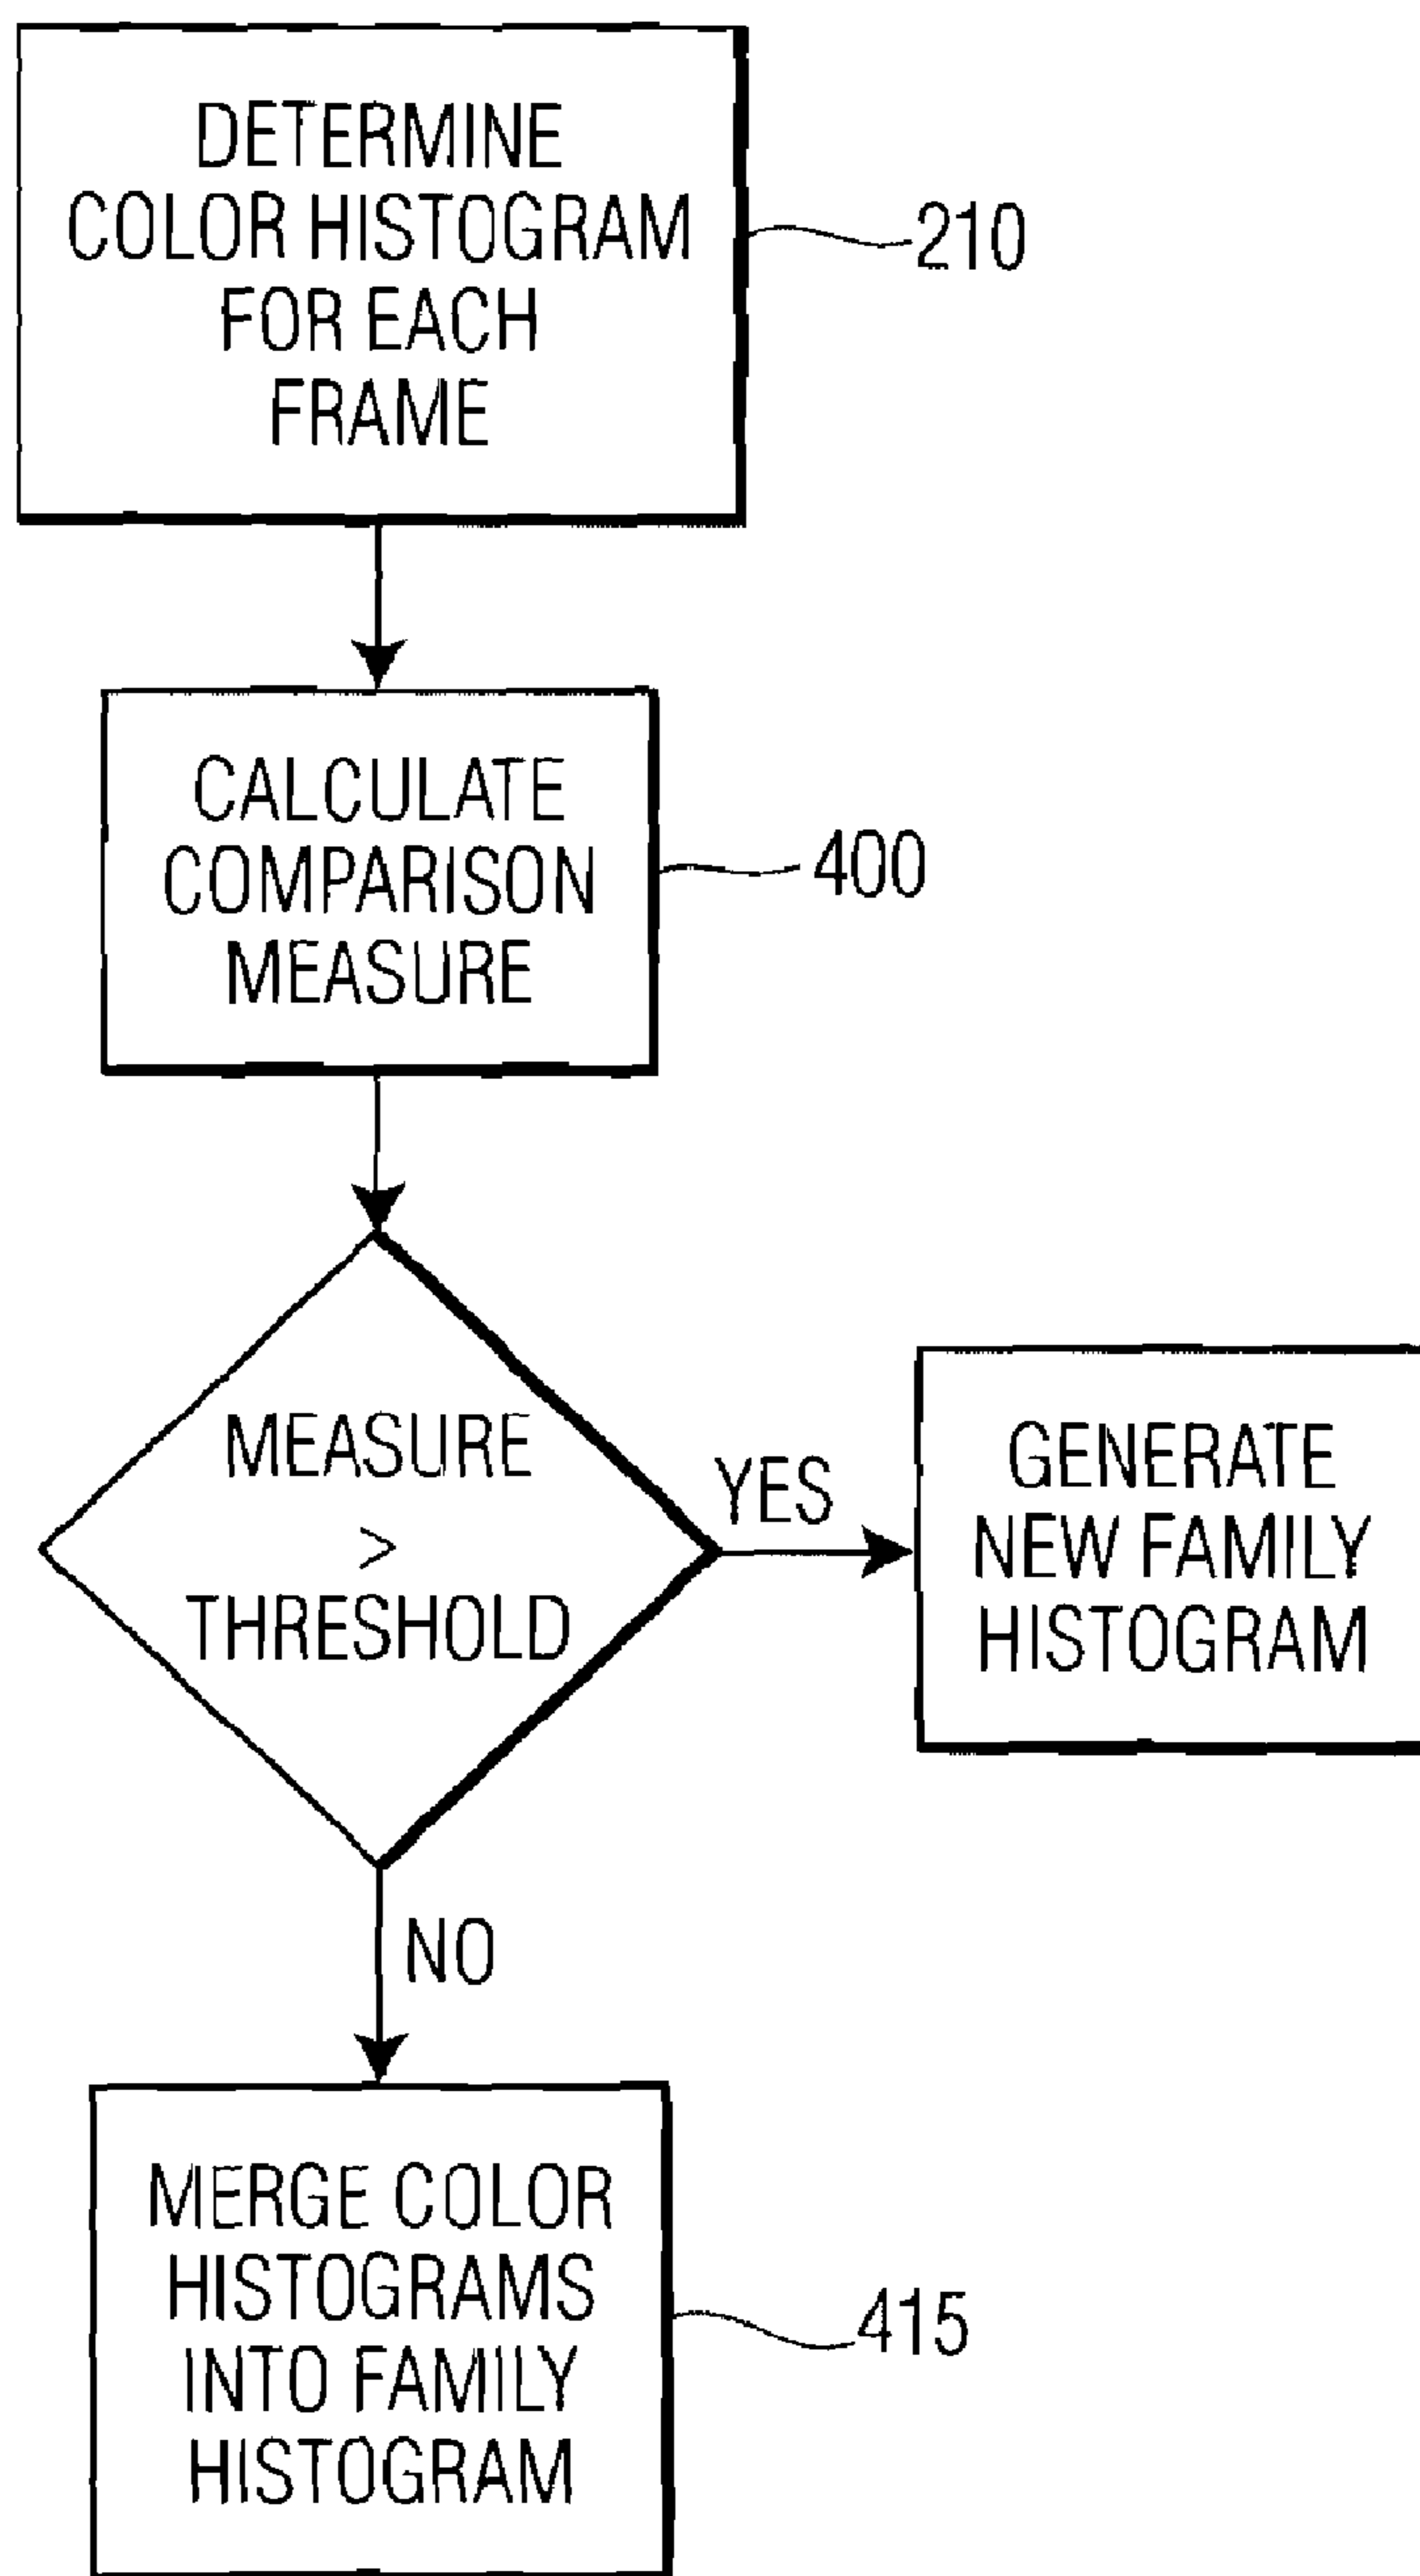 DETERMINE
COLOR HISTOGRAM
FOR EACH
FRAME
210
CALCULATE
COMPARISON
MEASURE
400
MEASURE
>
THRESHOLD
YES
GENERATE
NEW FAMILY
HISTOGRAM
NO
MERGE COLOR
HISTOGRAMS
INTO FAMILY
HISTOGRAM
415